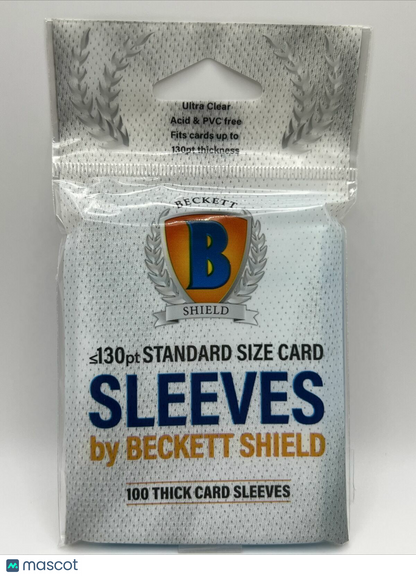 Ultra Clear
Acid & PVC free
Fits cards up to
130pt thickness
BECKETT
B
SHIELD
≤130pt STANDARD SIZE CARD
SLEEVES
by BECKETT SHIELD
100 THICK CARD SLEEVES
mascot